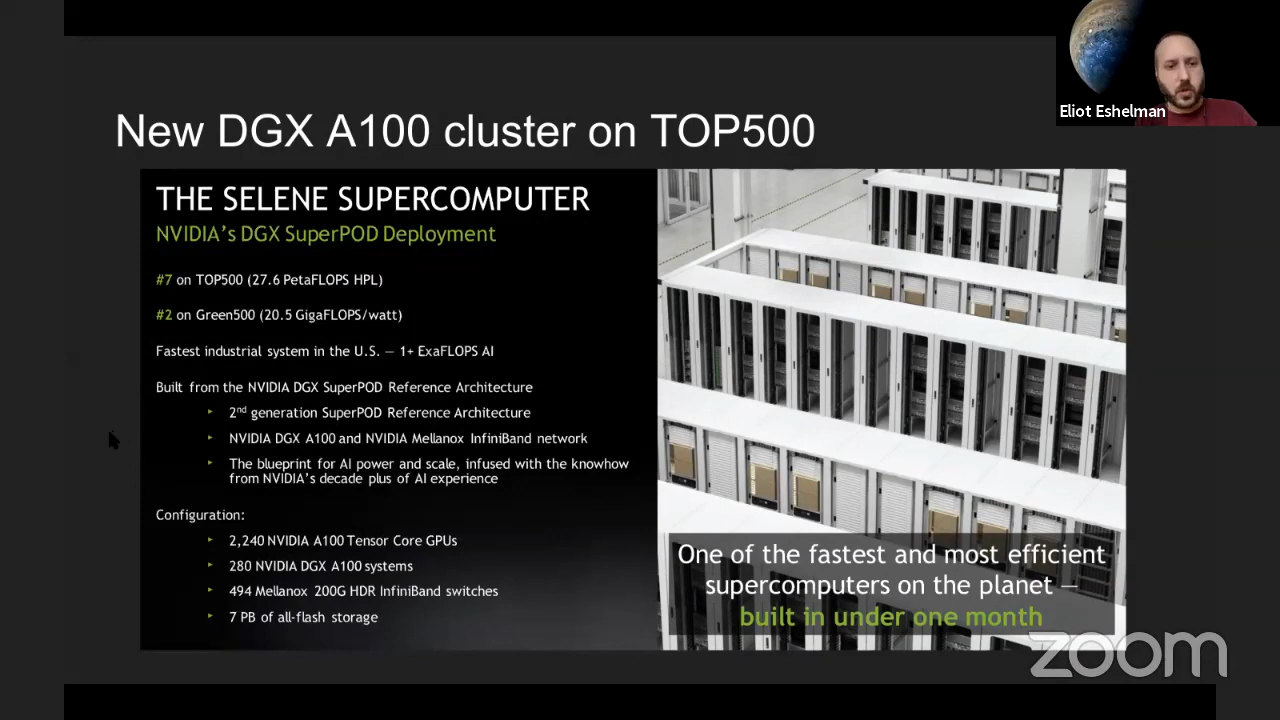 Eliot Eshelman
New DGX A100 cluster on TOP500
THE SELENE SUPERCOMPUTER
NVIDIA's DGX SuperPOD Deployment
#7 on TOP500 (27.6 PetaFLOPS HPL)
#2 on Green500 (20.5 GigaFLOPS/watt)
Fastest industrial system in the U.S. — 1+ ExaFLOPS AI
Built from the NVIDIA DGX SuperPOD Reference Architecture
2nd generation SuperPOD Reference Architecture
NVIDIA DGX A100 and NVIDIA Mellanox InfiniBand network
The blueprint for AI power and scale, infused with the knowhow
from NVIDIA's decade plus of AI experience
Configuration:
2,240 NVIDIA A100 Tensor Core GPUs
280 NVIDIA DGX A100 systems
494 Mellanox 200G HDR InfiniBand switches
7 PB of all-flash storage
One of the fastest and most efficient
supercomputers on the planet —
built in under one month
zoom